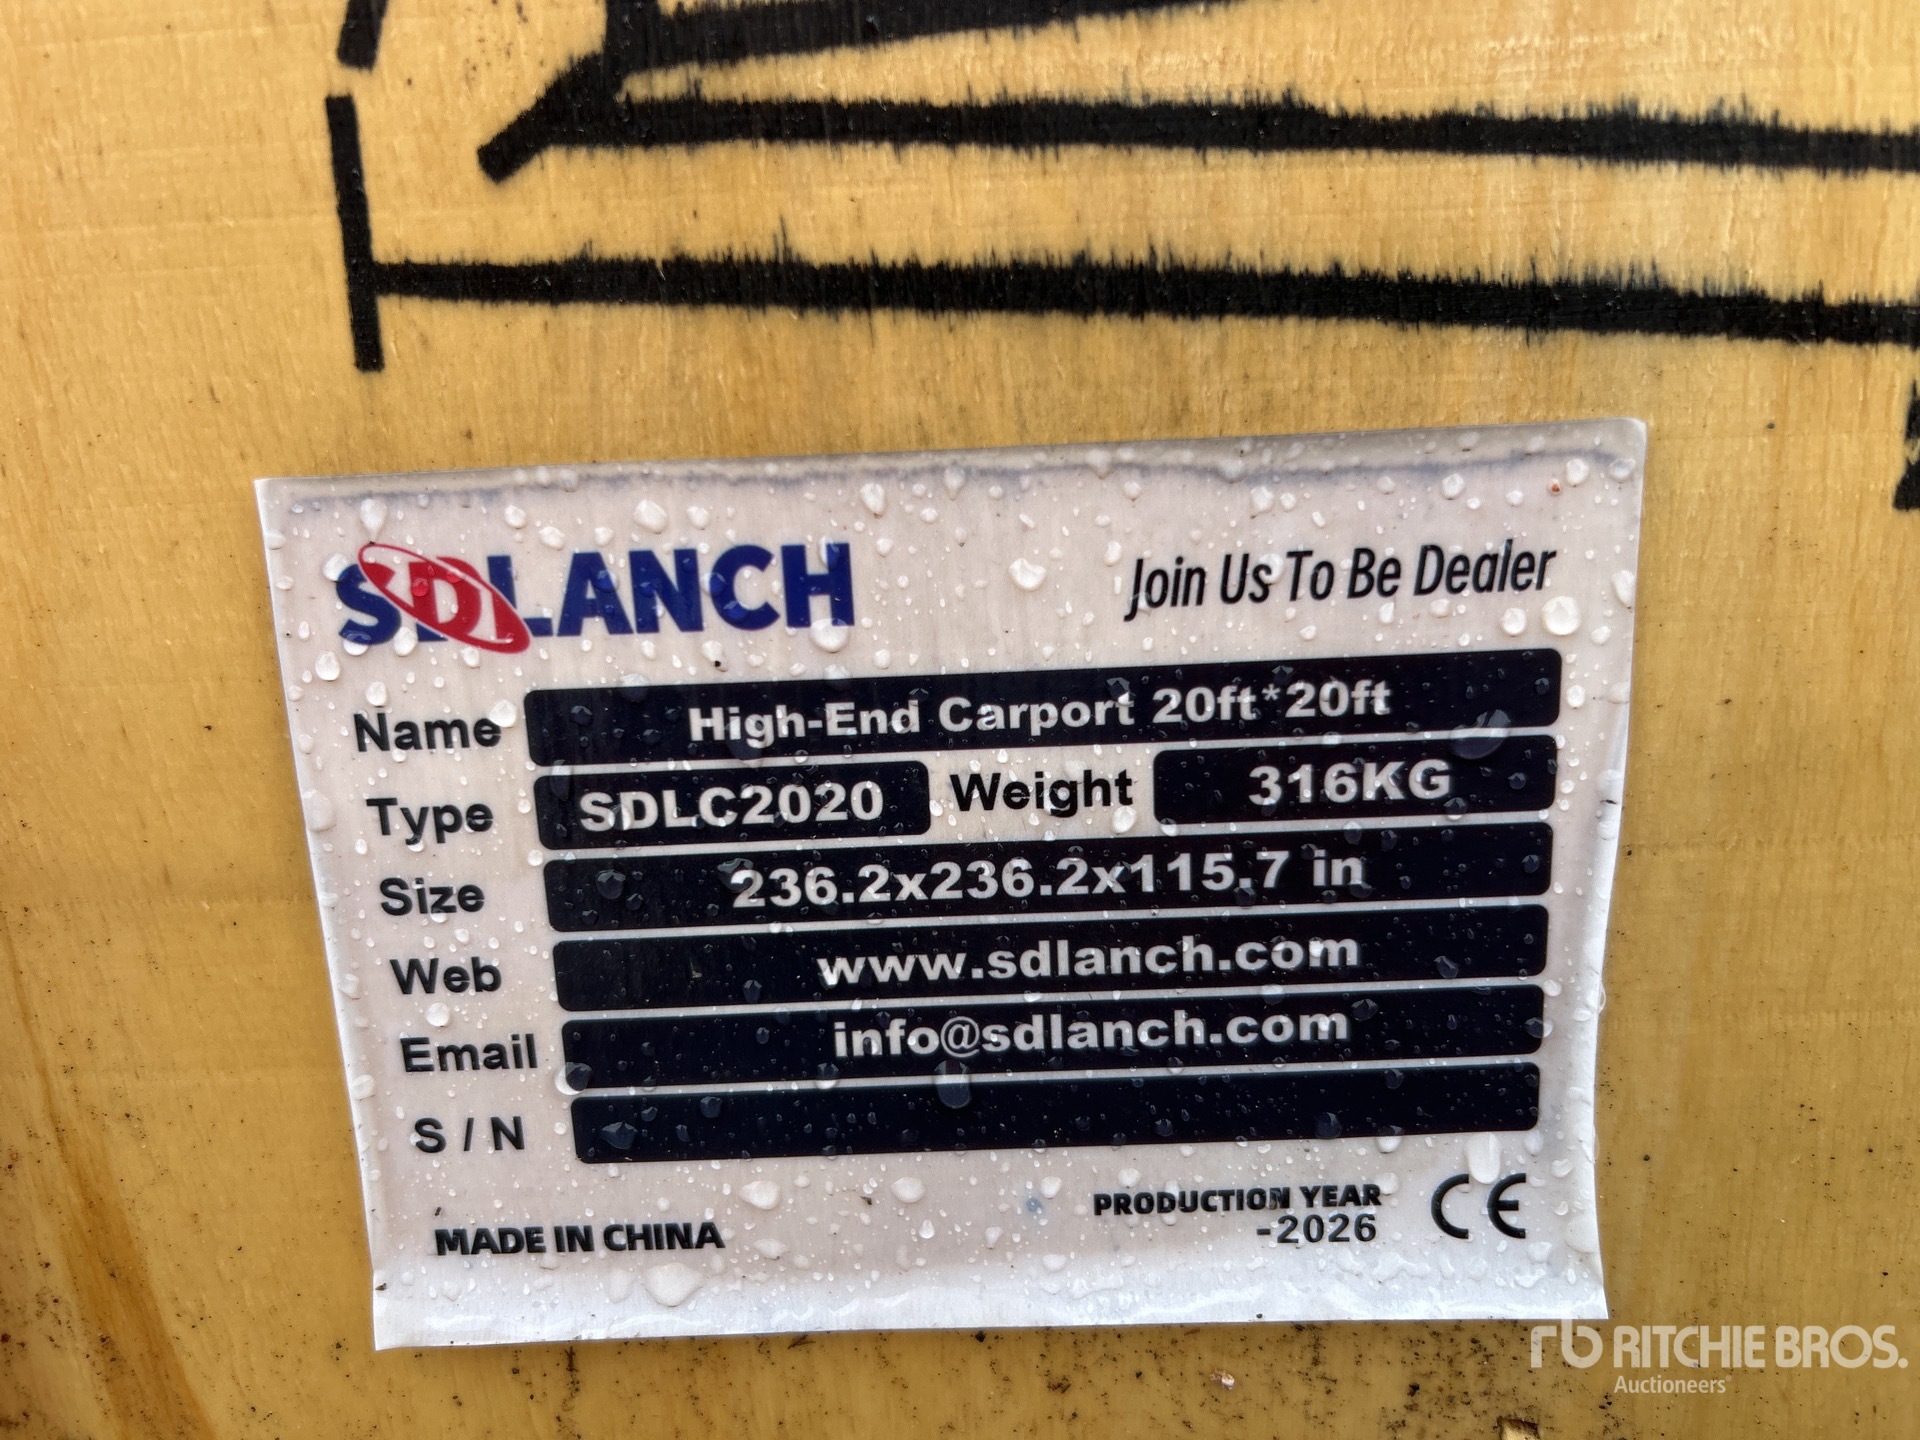 SDLANCH
Join Us To Be Dealer
Name High-End Carport 20ft*20ft
Type SDLC2020 Weight 316KG
Size 236.2x236.2x115.7 in
Web www.sdlanch.com
Email info@sdlanch.com
S / N
MADE IN CHINA
PRODUCTION YEAR
-2026
CE
rb RITCHIE BROS.
Auctioneers